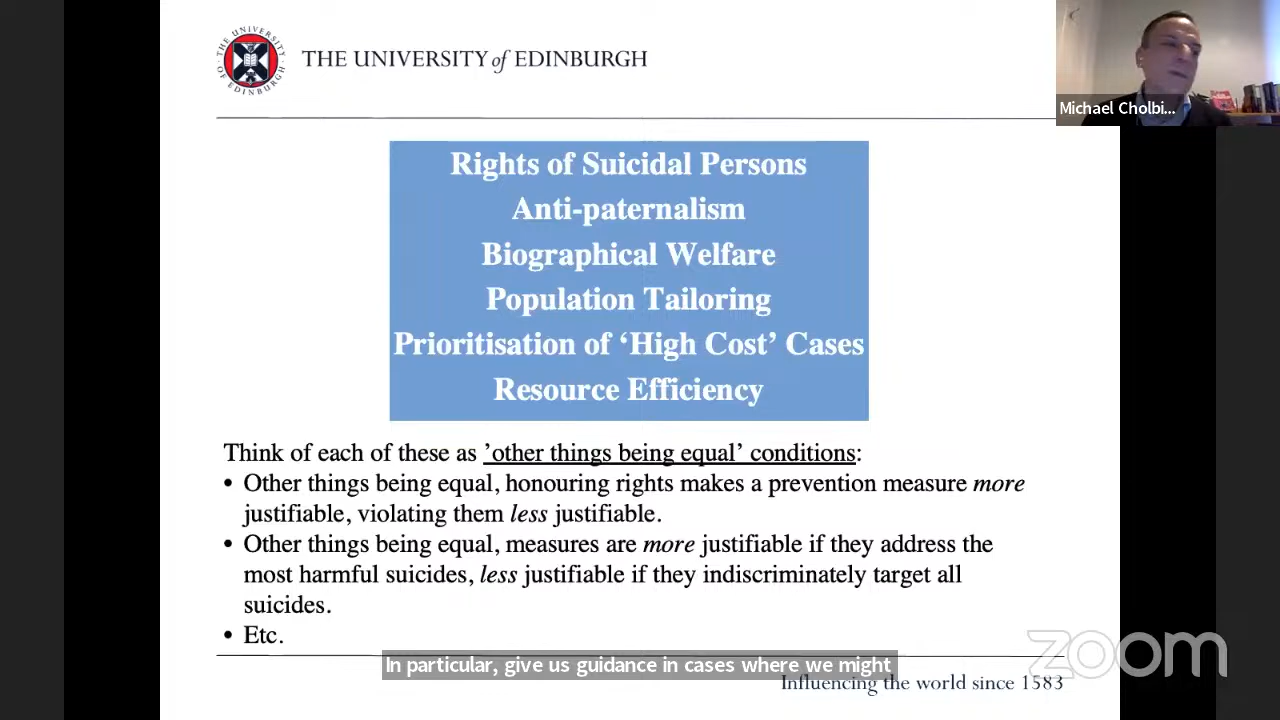 THE UNIVERSITY of EDINBURGH
Michael Cholbi...
Rights of Suicidal Persons
Anti-paternalism
Biographical Welfare
Population Tailoring
Prioritisation of ‘High Cost’ Cases
Resource Efficiency
Think of each of these as ’other things being equal’ conditions:
• Other things being equal, honouring rights makes a prevention measure more
justifiable, violating them less justifiable.
• Other things being equal, measures are more justifiable if they address the
most harmful suicides, less justifiable if they indiscriminately target all
suicides.
• Etc.
zoom
In particular, give us guidance in cases where we might
Influencing the world since 1583